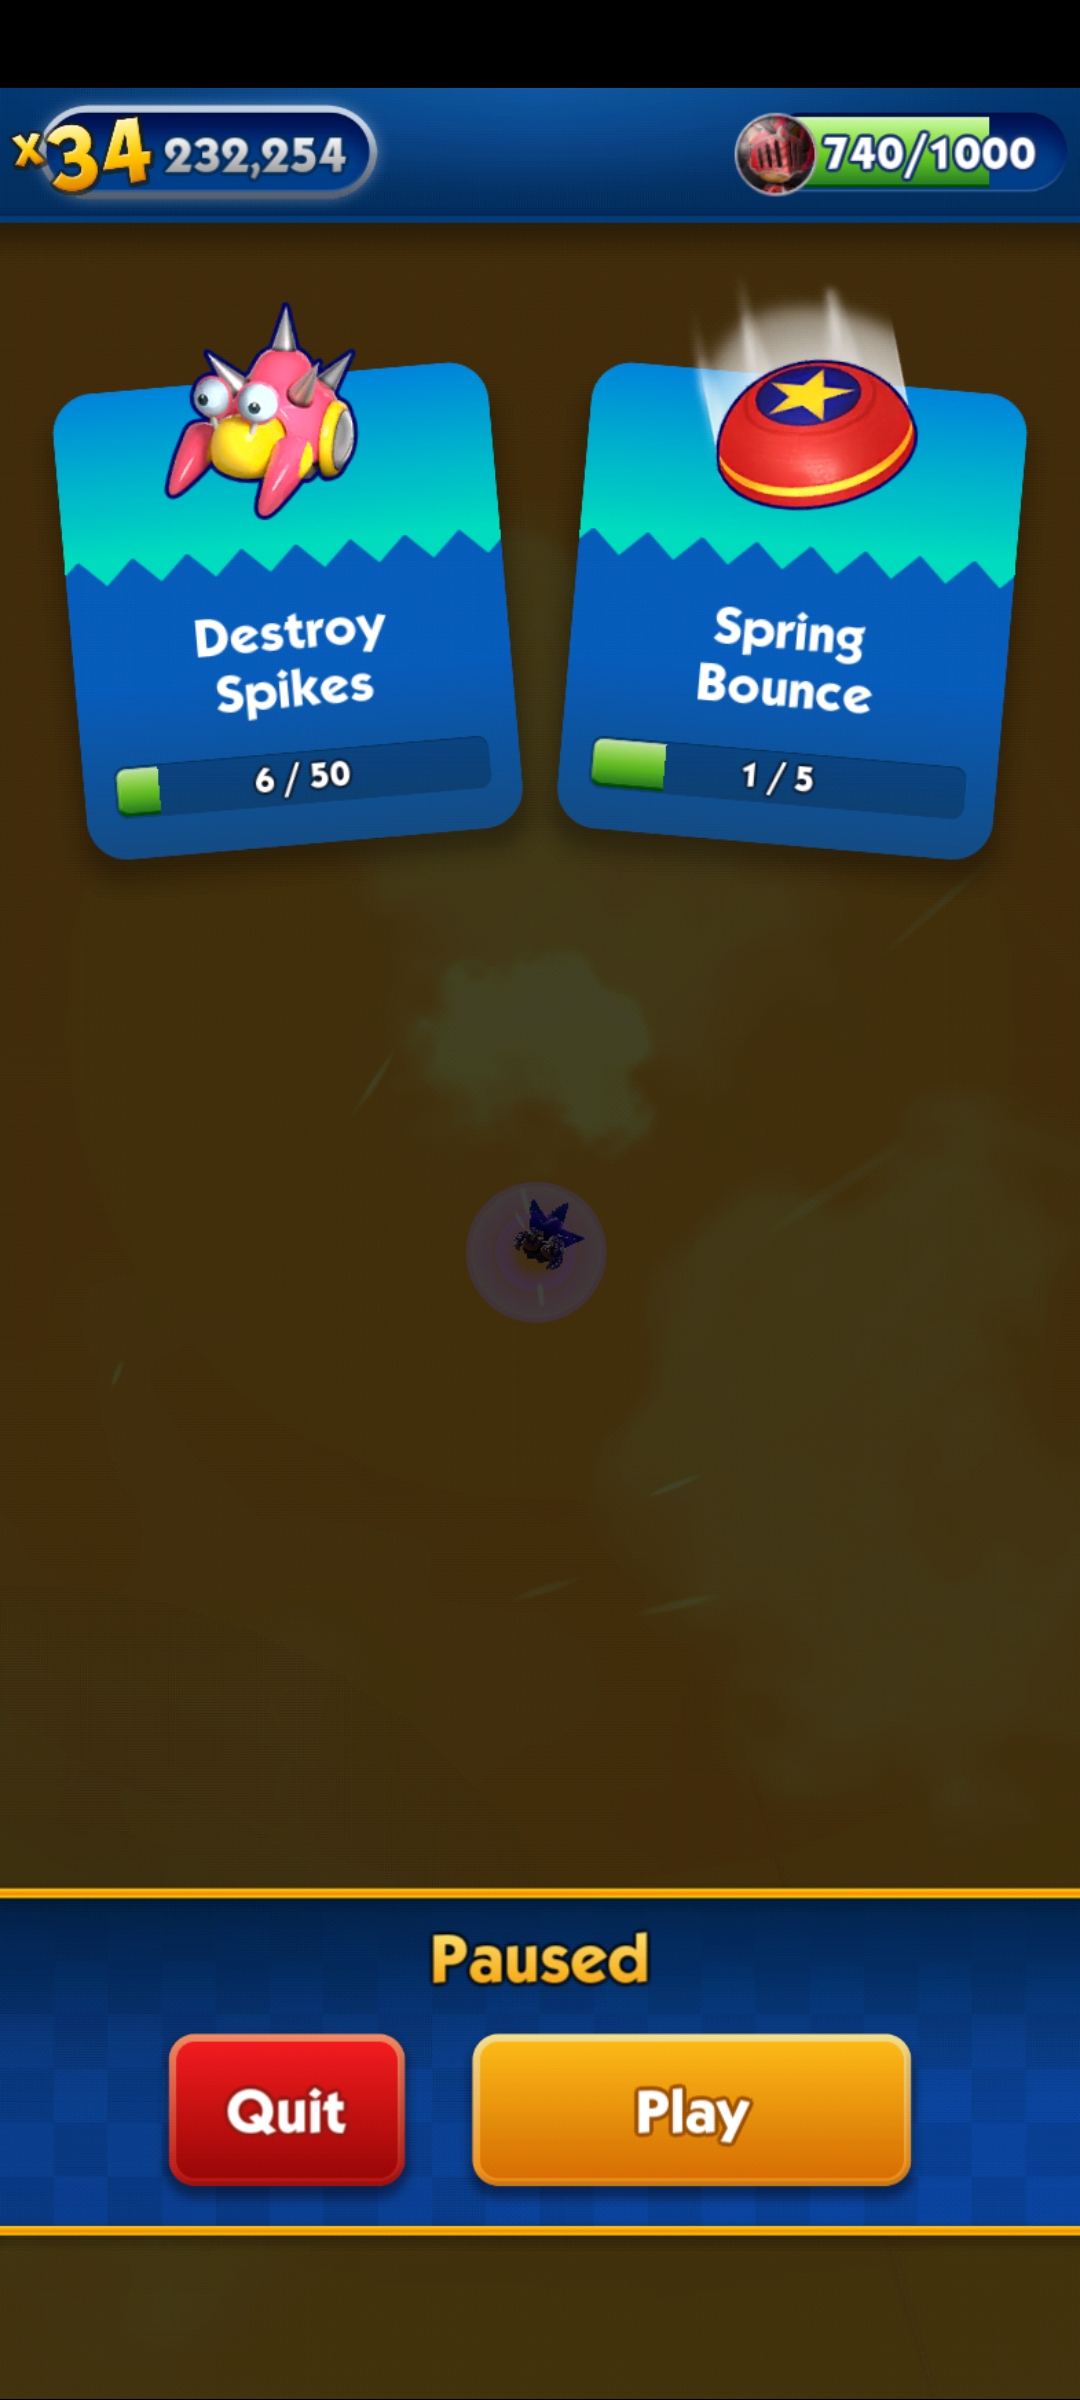 x34 232,254
740/1000
Destroy
Spikes
6 / 50
Spring
Bounce
1 / 5
Paused
Quit
Play